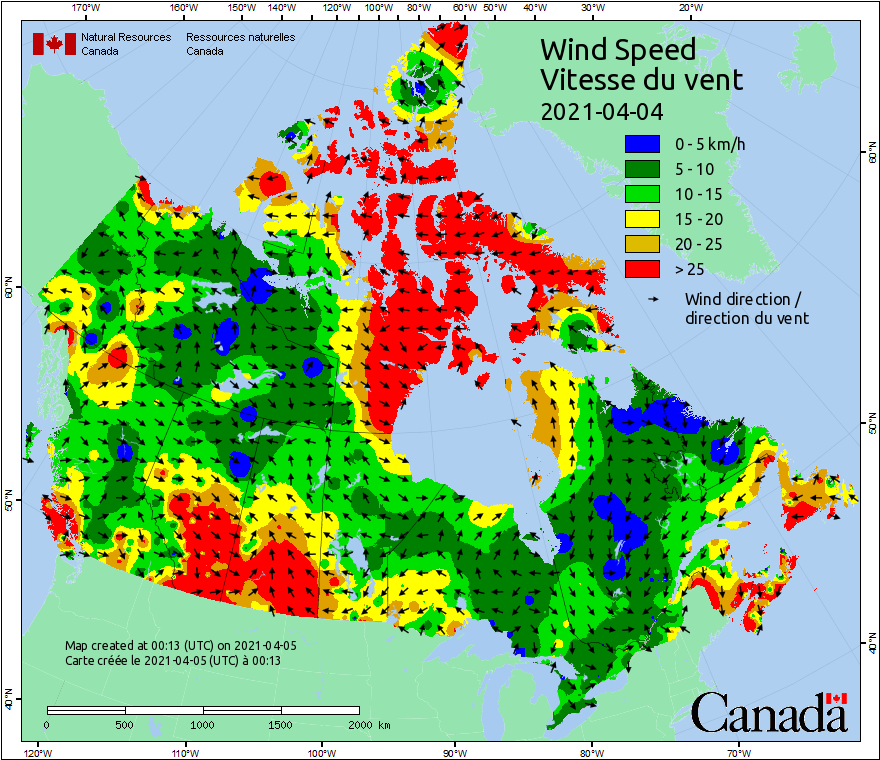 170°W 160°W 150°W 140°W 120°W 100°W 80°W 60°W 50°W 40°W 30°W 20°W
Natural Resources Canada
Ressources naturelles Canada
Wind Speed
Vitesse du vent
2021-04-04
0 - 5 km/h
5 - 10
10 - 15
15 - 20
20 - 25
> 25
Wind direction /
direction du vent
60°N
50°N
40°N
60°N
50°N
40°N
Map created at 00:13 (UTC) on 2021-04-05
Carte créée le 2021-04-05 (UTC) à 00:13
0 500 1000 1500 2000 km
Canada
120°W 110°W 100°W 90°W 80°W 70°W